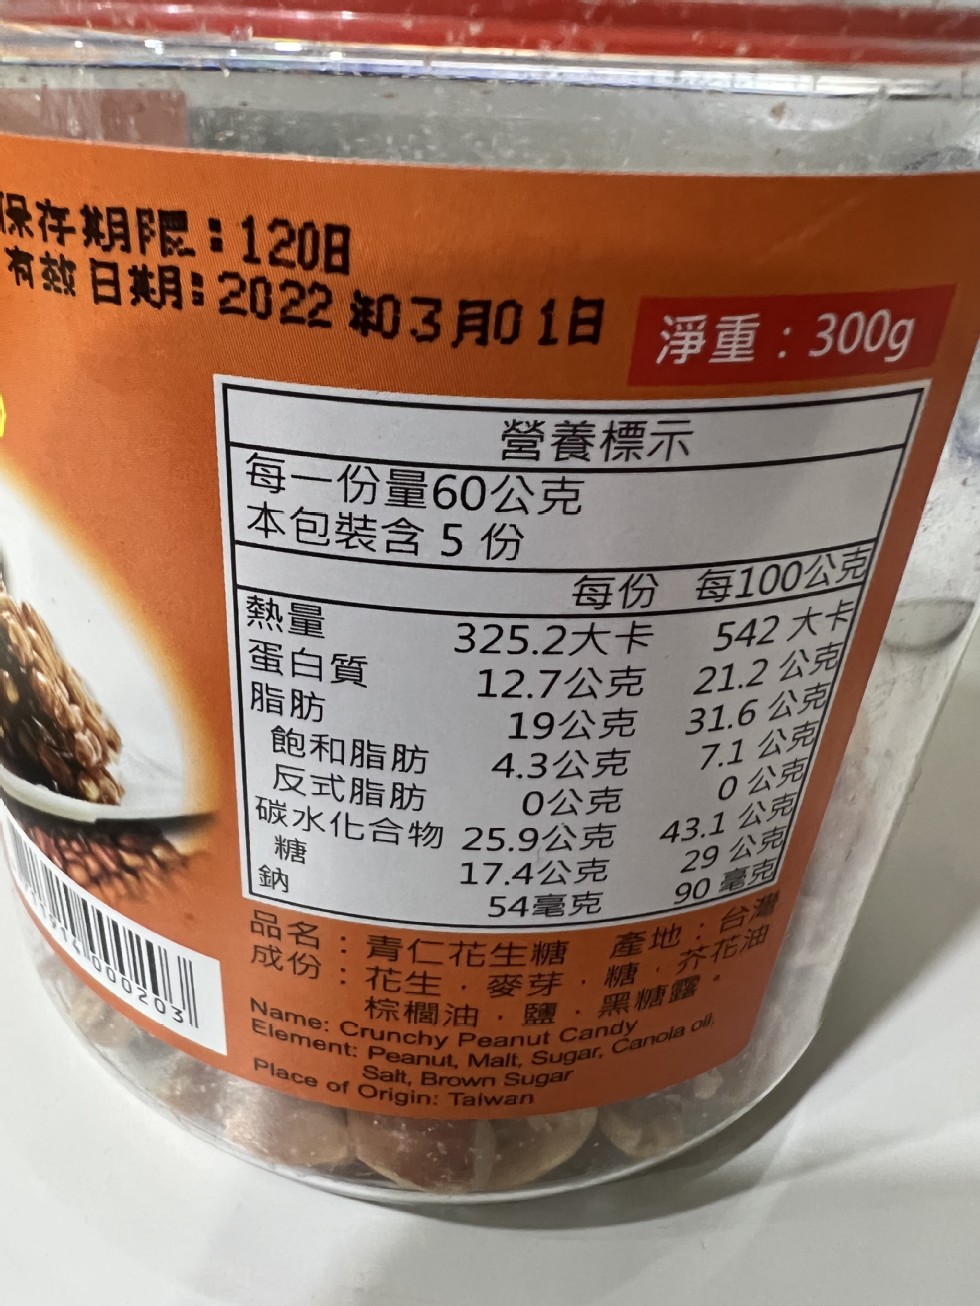 保存期限：120日
有效日期：2022年03月01日
淨重：300g
營養標示
每一份量60公克
本包裝含 5 份
每份 每100公克
熱量 325.2大卡 542 大卡
蛋白質 12.7公克 21.2 公克
脂肪 19公克 31.6 公克
飽和脂肪 4.3公克 7.1 公克
反式脂肪 0公克 0 公克
碳水化合物 25.9公克 43.1 公克
糖 17.4公克 29 公克
鈉 54毫克 90 毫克
品名：青仁花生糖 產地：台灣
成份：花生．麥芽．糖．芥花油
棕櫚油．鹽．黑糖露。
Name: Crunchy Peanut Candy
Element: Peanut, Malt, Sugar, Canola oil,
Salt, Brown Sugar
Place of Origin: Taiwan
000203